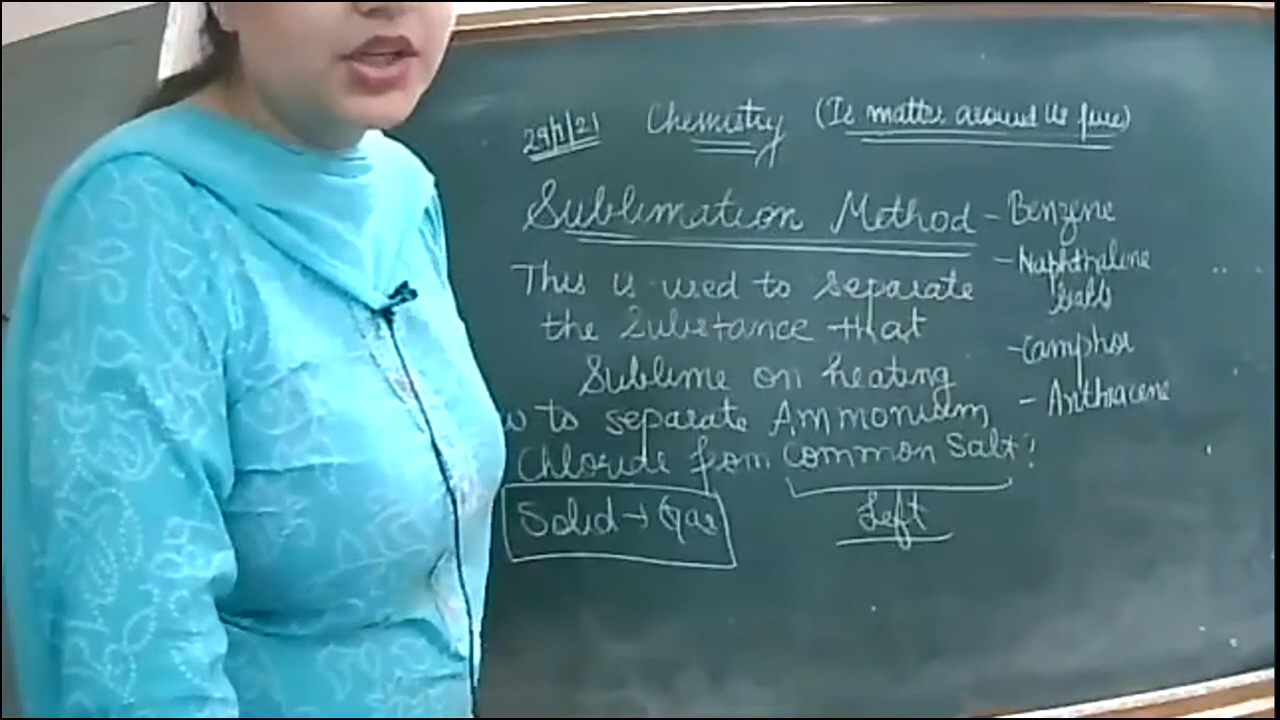 29/1/21 Chemistry (Is matter around us pure)
Sublimation Method - Benzene
- Naphthalene
balls
This is used to separate
the substance that
- Camphor
Sublime on heating
- Anthracene
w to separate Ammonium
Chloride from Common Salt?
Solid → Gas
Left